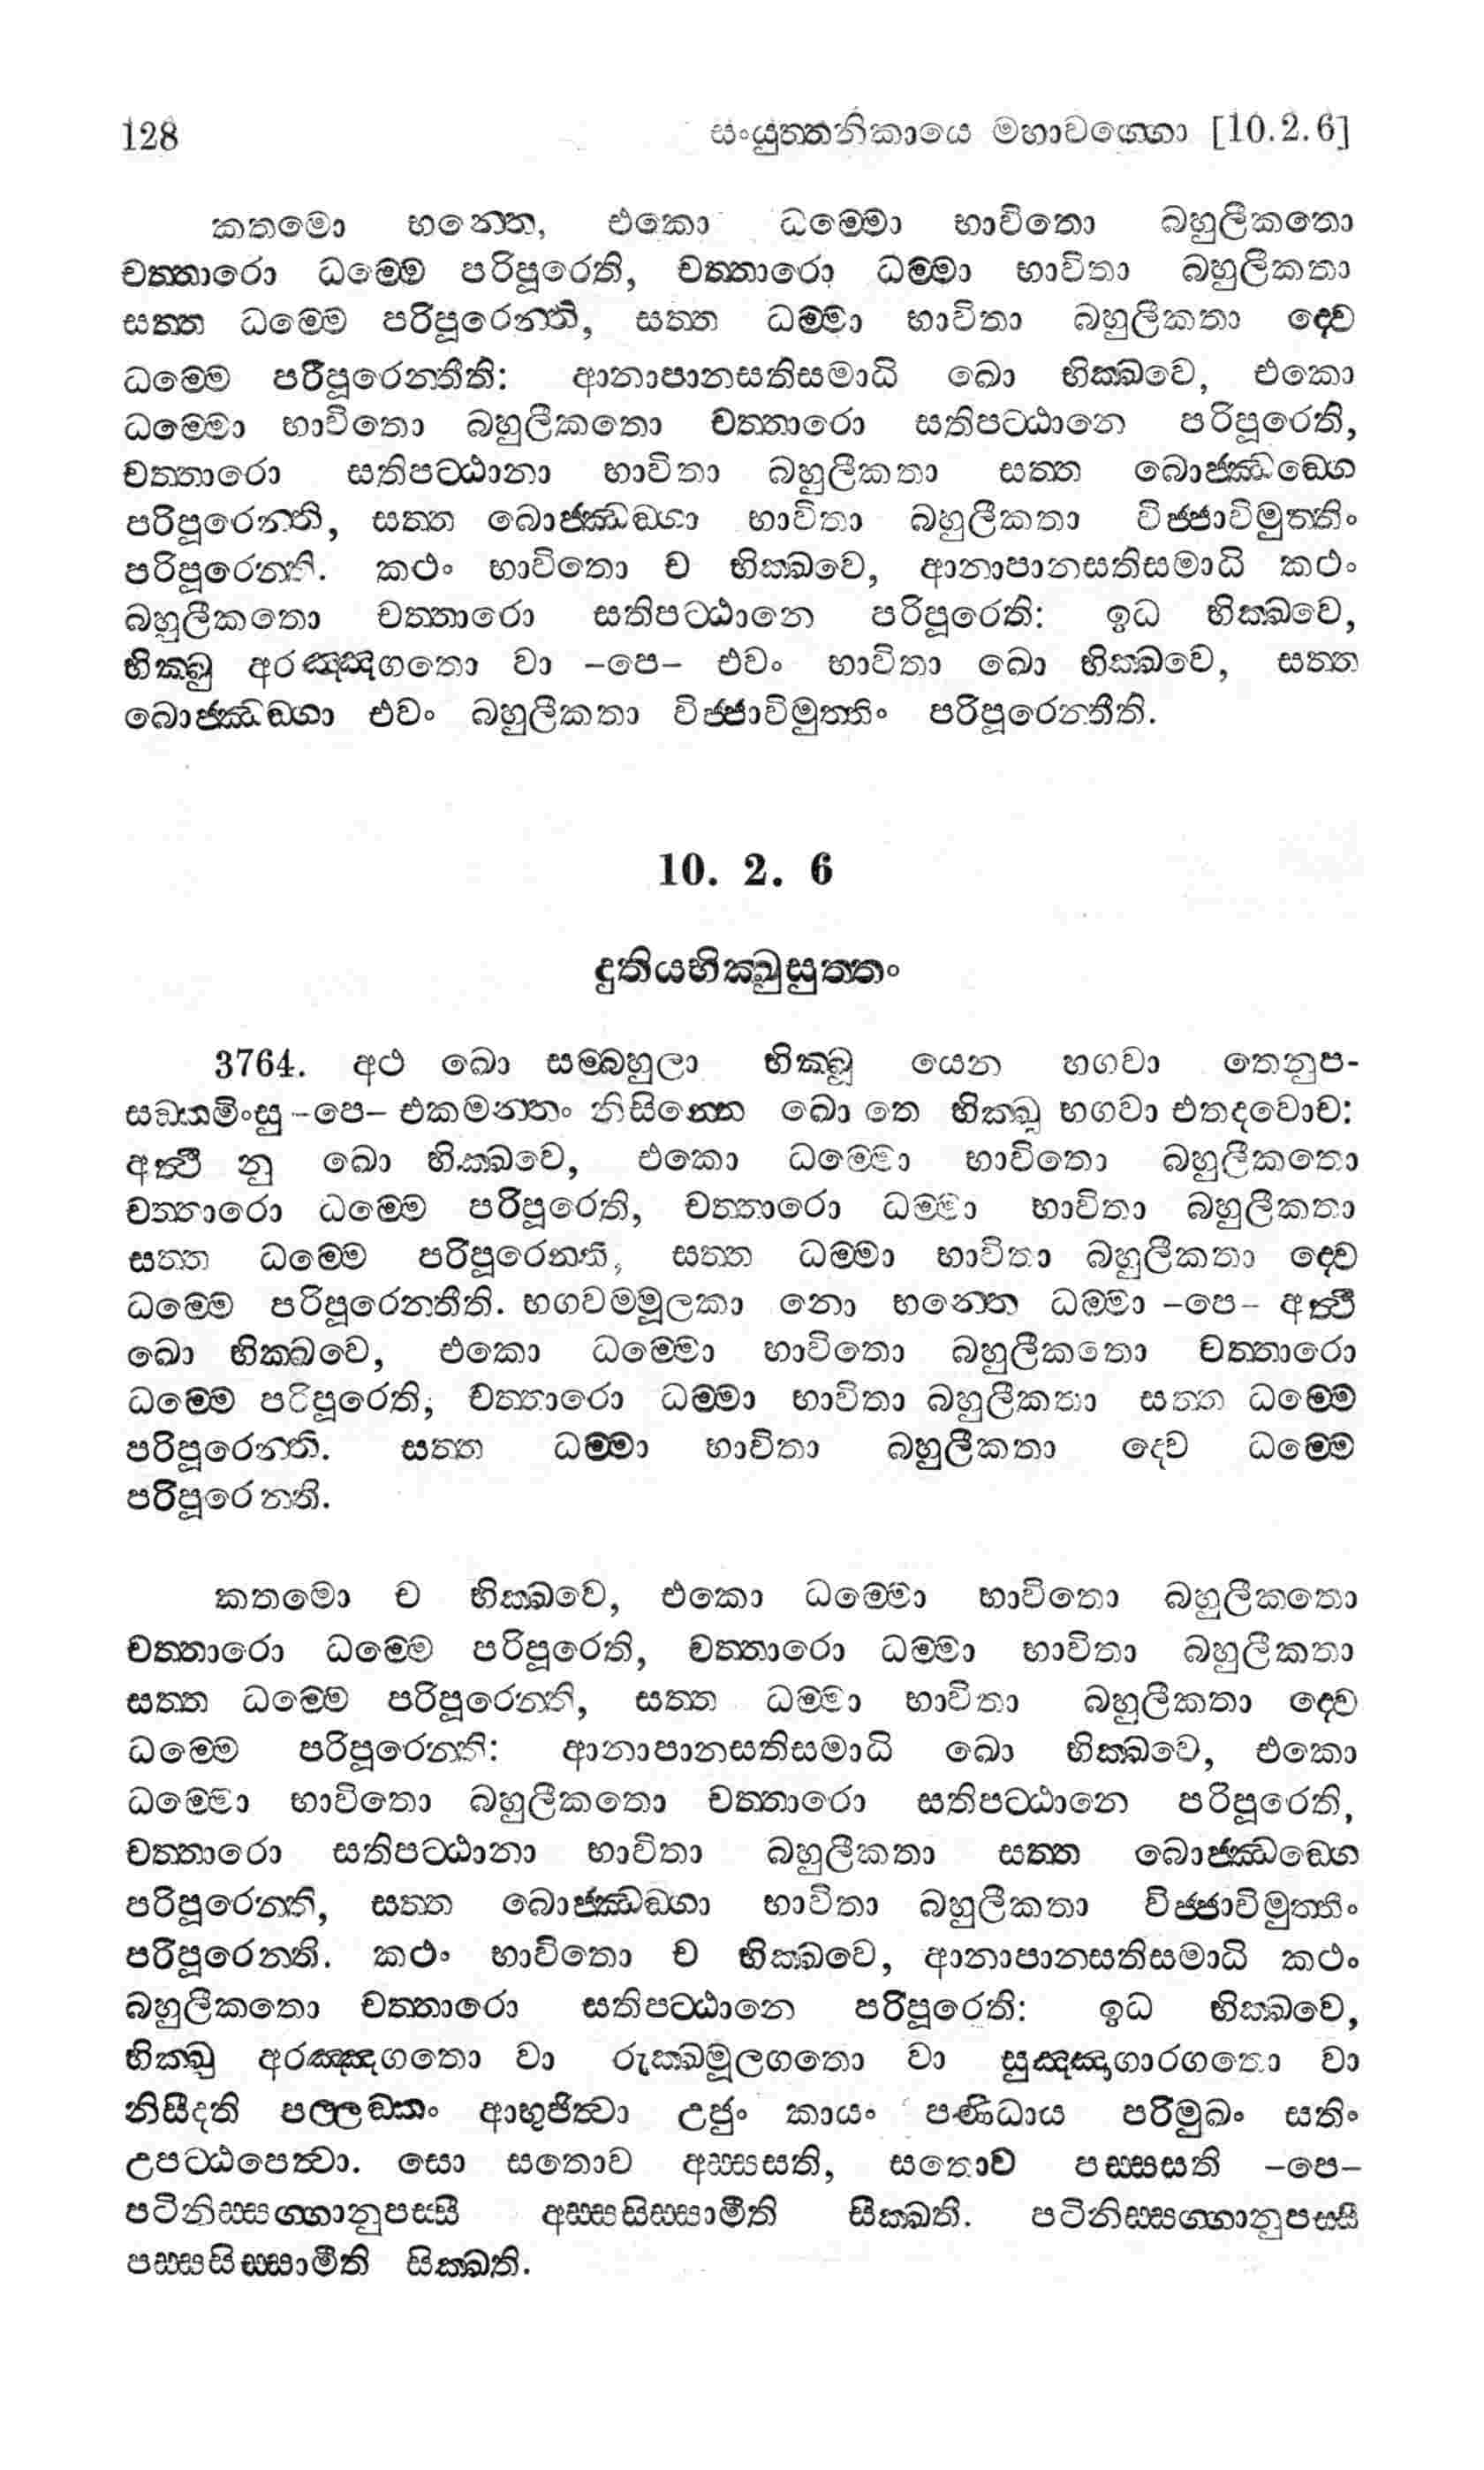 128 සංයුත්තනිකායෙ මහාවග්ගො [10.2.6]
කතමො භන්තෙ, එකො ධම්මො භාවිතො බහුලීකතො
චත්තාරො ධම්මෙ පරිපූරෙති, චත්තාරො ධම්මා භාවිතා බහුලීකතා
සත්ත ධම්මෙ පරිපූරෙන්ති, සත්ත ධම්මා භාවිතා බහුලීකතා ද්වෙ
ධම්මෙ පරිපූරෙන්තීති: ආනාපානසතිසමාධි ඛො භික්ඛවෙ, එකො
ධම්මො භාවිතො බහුලීකතො චත්තාරො සතිපට්ඨානෙ පරිපූරෙති,
චත්තාරො සතිපට්ඨානා භාවිතා බහුලීකතා සත්ත බොජ්ඣඞ්ගෙ
පරිපූරෙන්ති, සත්ත බොජ්ඣඞ්ගා භාවිතා බහුලීකතා විජ්ජාවිමුත්තිං
පරිපූරෙන්ති. කථං භාවිතො ච භික්ඛවෙ, ආනාපානසතිසමාධි කථං
බහුලීකතො චත්තාරො සතිපට්ඨානෙ පරිපූරෙති: ඉධ භික්ඛවෙ,
භික්ඛු අරඤ්ඤගතො වා –පෙ– එවං භාවිතා ඛො භික්ඛවෙ, සත්ත
බොජ්ඣඞ්ගා එවං බහුලීකතා විජ්ජාවිමුත්තිං පරිපූරෙන්තීති.
10. 2. 6
දුතියභික්ඛුසුත්තං
3764. අථ ඛො සම්බහුලා භික්ඛූ යෙන භගවා තෙනුප-
සඞ්කමිංසු –පෙ– එකමන්තං නිසින්නෙ ඛො තෙ භික්ඛූ භගවා එතදවොච:
අත්ථි නු ඛො භික්ඛවෙ, එකො ධම්මො භාවිතො බහුලීකතො
චත්තාරො ධම්මෙ පරිපූරෙති, චත්තාරො ධම්මා භාවිතා බහුලීකතා
සත්ත ධම්මෙ පරිපූරෙන්ති, සත්ත ධම්මා භාවිතා බහුලීකතා ද්වෙ
ධම්මෙ පරිපූරෙන්තීති. භගවම්මූලකා නො භන්තෙ ධම්මා –පෙ– අත්ථි
ඛො භික්ඛවෙ, එකො ධම්මො භාවිතො බහුලීකතො චත්තාරො
ධම්මෙ පරිපූරෙති, චත්තාරො ධම්මා භාවිතා බහුලීකතා සත්ත ධම්මෙ
පරිපූරෙන්ති. සත්ත ධම්මා භාවිතා බහුලීකතා දෙව ධම්මෙ
පරිපූරෙන්ති.
කතමො ච භික්ඛවෙ, එකො ධම්මො භාවිතො බහුලීකතො
චත්තාරො ධම්මෙ පරිපූරෙති, චත්තාරො ධම්මා භාවිතා බහුලීකතා
සත්ත ධම්මෙ පරිපූරෙන්ති, සත්ත ධම්මා භාවිතා බහුලීකතා ද්වෙ
ධම්මෙ පරිපූරෙන්ති: ආනාපානසතිසමාධි ඛො භික්ඛවෙ, එකො
ධම්මො භාවිතො බහුලීකතො චත්තාරො සතිපට්ඨානෙ පරිපූරෙති,
චත්තාරො සතිපට්ඨානා භාවිතා බහුලීකතා සත්ත බොජ්ඣඞ්ගෙ
පරිපූරෙන්ති, සත්ත බොජ්ඣඞ්ගා භාවිතා බහුලීකතා විජ්ජාවිමුත්තිං
පරිපූරෙන්ති. කථං භාවිතො ච භික්ඛවෙ, ආනාපානසතිසමාධි කථං
බහුලීකතො චත්තාරො සතිපට්ඨානෙ පරිපූරෙති: ඉධ භික්ඛවෙ,
භික්ඛු අරඤ්ඤගතො වා රුක්ඛමූලගතො වා සුඤ්ඤාගාරගතො වා
නිසීදති පල්ලඞ්කං ආභුජිත්වා උජුං කායං පණිධාය පරිමුඛං සතිං
උපට්ඨපෙත්වා. සො සතොව අස්සසති, සතොව පස්සසති –පෙ–
පටිනිස්සග්ගානුපස්සී අස්සසිස්සාමීති සික්ඛති. පටිනිස්සග්ගානුපස්සී
පස්සසිස්සාමීති සික්ඛති.